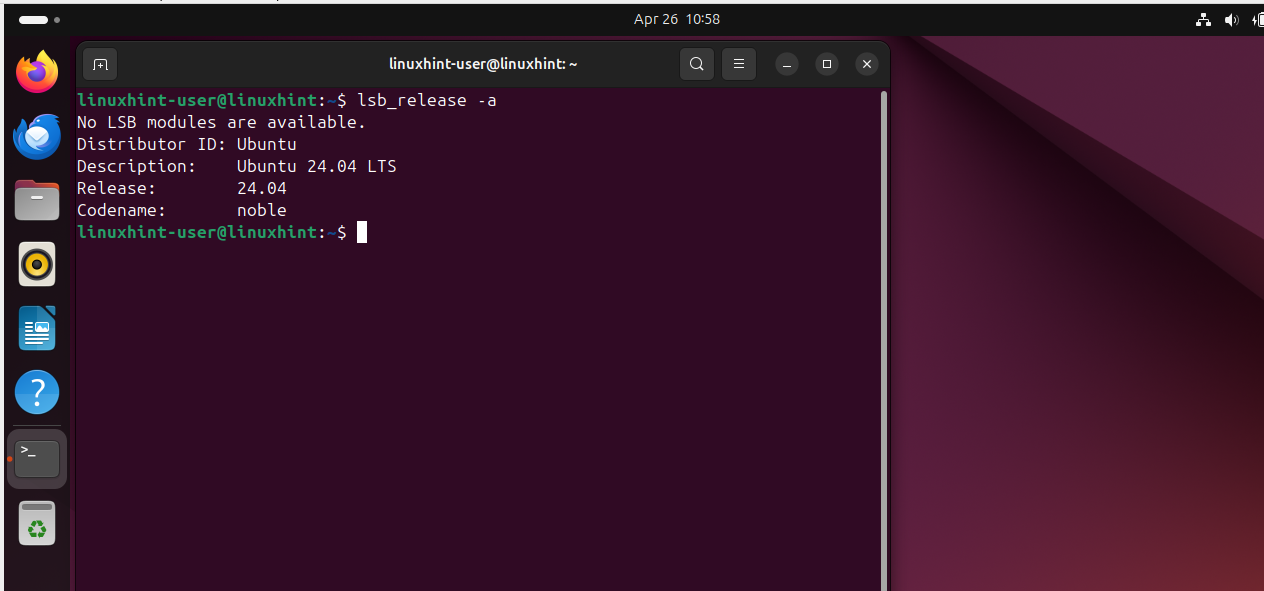 Apr 26 10:58
linuxhint-user@linuxhint: ~
linuxhint-user@linuxhint:~$ lsb_release -a
No LSB modules are available.
Distributor ID: Ubuntu
Description:    Ubuntu 24.04 LTS
Release:        24.04
Codename:       noble
linuxhint-user@linuxhint:~$
?
>_